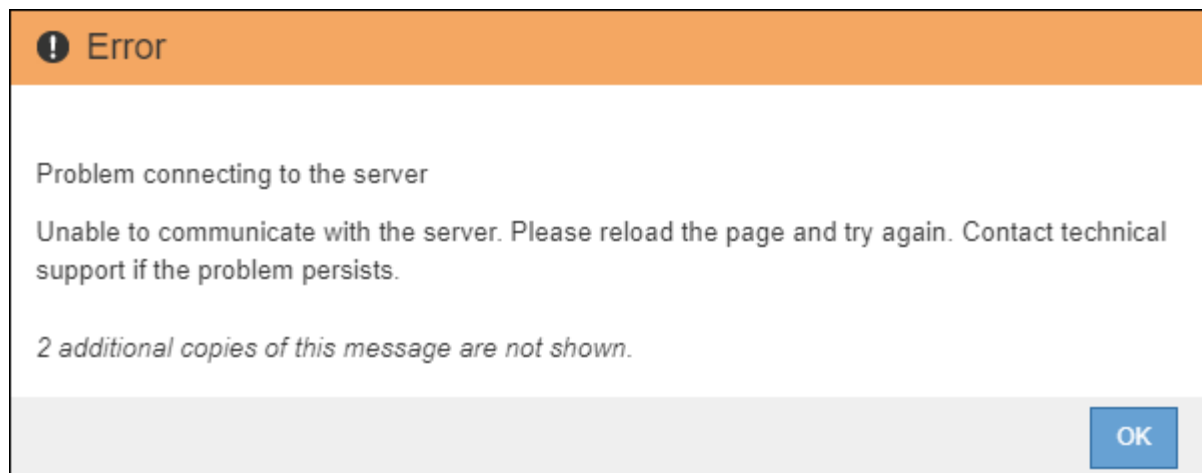 Error
Problem connecting to the server
Unable to communicate with the server. Please reload the page and try again. Contact technical
support if the problem persists.
2 additional copies of this message are not shown.
OK